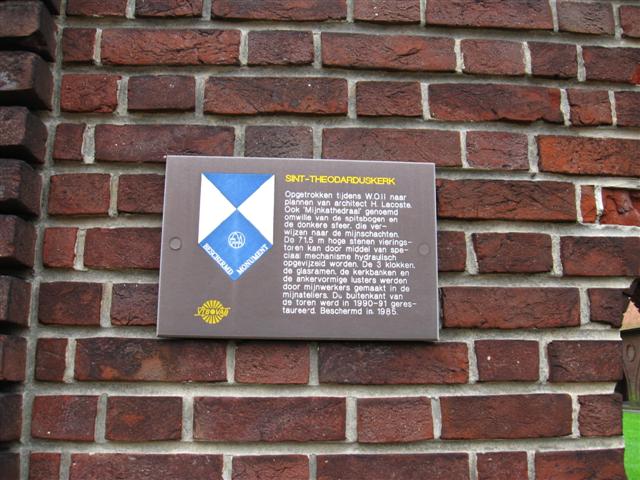 SINT-THEODARDUSKERK
Opgetrokken tijdens W.O.II naar
plannen van architect H. Lacoste.
Ook 'Mijnkathedraal' genoemd
omwille van de spitsbogen en
de donkere sfeer, die ver-
wijzen naar de mijnschachten.
De 71,5 m hoge stenen vierings-
toren kan door middel van spe-
ciaal mechanisme hydraulisch
opgevijzeld worden. De 3 klokken,
de glasramen, de kerkbanken en
de ankervormige lusters werden
door mijnwerkers gemaakt in de
mijnateliers. De buitenkant van
de toren werd in 1990-91 geres-
taureerd. Beschermd in 1985.
BESCHERMD MONUMENT
VTBOVAB